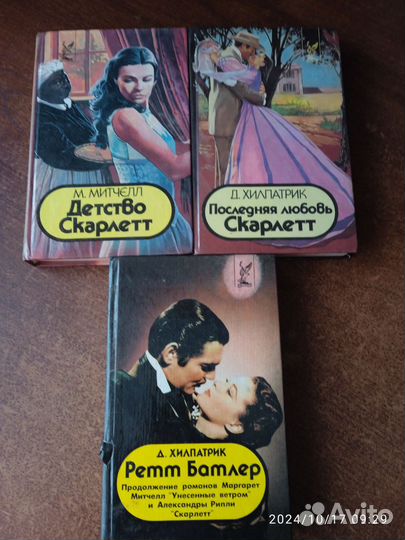 М. МИТЧЕЛЛ
Детство
Скарлетт
Д. ХИЛПАТРИК
Последняя любовь
Скарлетт
Д. ХИЛПАТРИК
Ретт Батлер
Продолжение романов Маргарет
Митчелл "Унесенные ветром"
и Александры Рипли
"Скарлетт"
2024/10/17 09:29
Avito